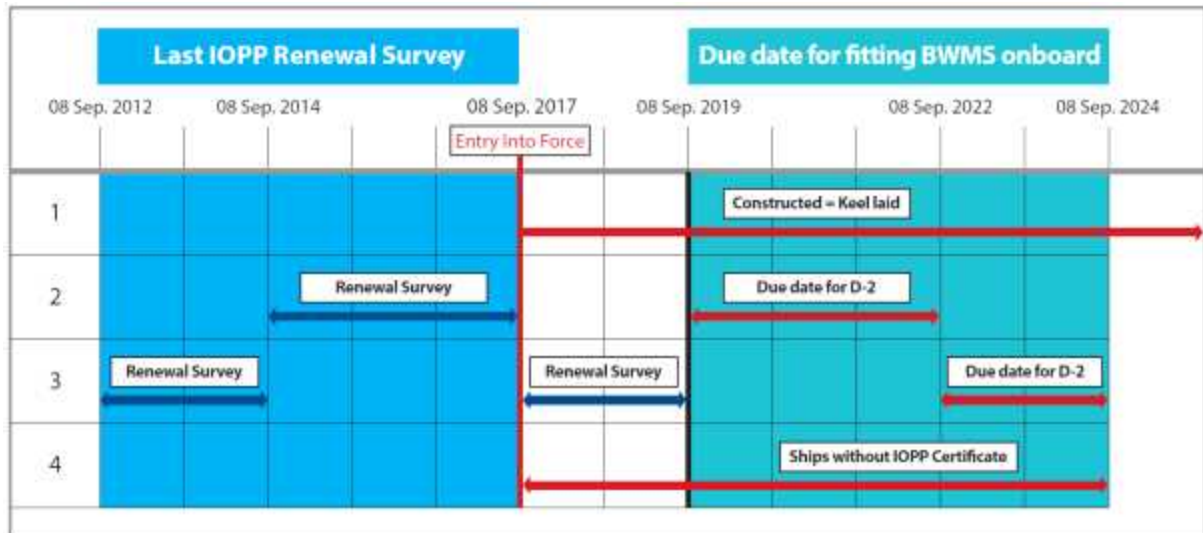 Last IOPP Renewal Survey
Due date for fitting BWMS onboard
08 Sep. 2012
08 Sep. 2014
08 Sep. 2017
08 Sep. 2019
08 Sep. 2022
08 Sep. 2024
Entry Into Force
1
Constructed = Keel laid
2
Renewal Survey
Due date for D-2
3
Renewal Survey
Renewal Survey
Due date for D-2
4
Ships without IOPP Certificate